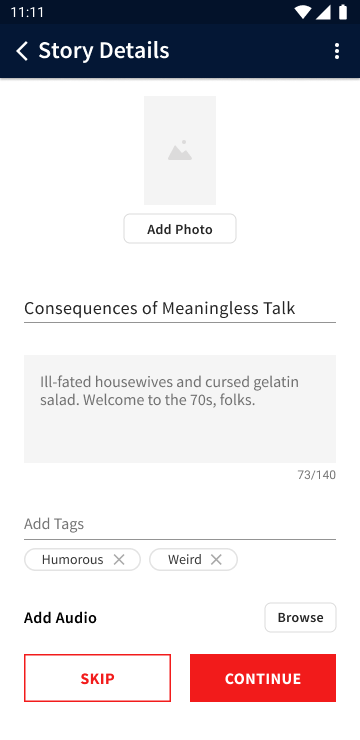 11:11
Story Details
Add Photo
Consequences of Meaningless Talk
Ill-fated housewives and cursed gelatin
salad. Welcome to the 70s, folks.
73/140
Add Tags
Humorous
Weird
Add Audio
Browse
SKIP
CONTINUE